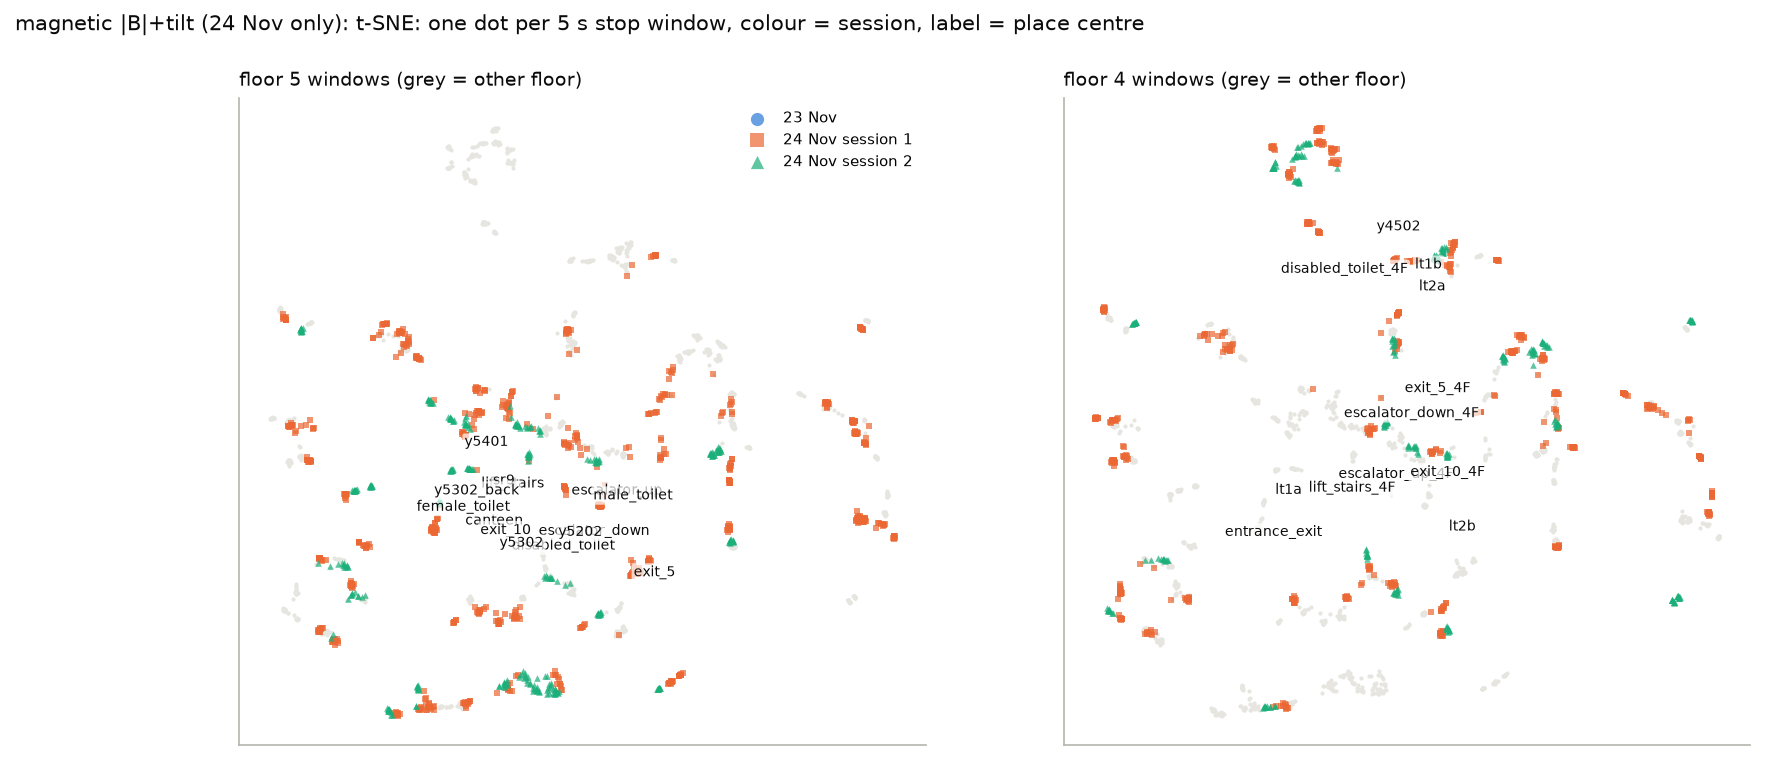 magnetic |B|+tilt (24 Nov only): t-SNE: one dot per 5 s stop window, colour = session, label = place centre
floor 5 windows (grey = other floor)
23 Nov
24 Nov session 1
24 Nov session 2
y5401
y5302_back
male_toilet
female_toilet
canteen
exit_10
y5202
y5302
disabled_toilet
exit_5
floor 4 windows (grey = other floor)
y4502
disabled_toilet_4F
lt1b
lt2a
exit_5_4F
escalator_down_4F
exit_10_4F
lt1a
lift_stairs_4F
lt2b
entrance_exit